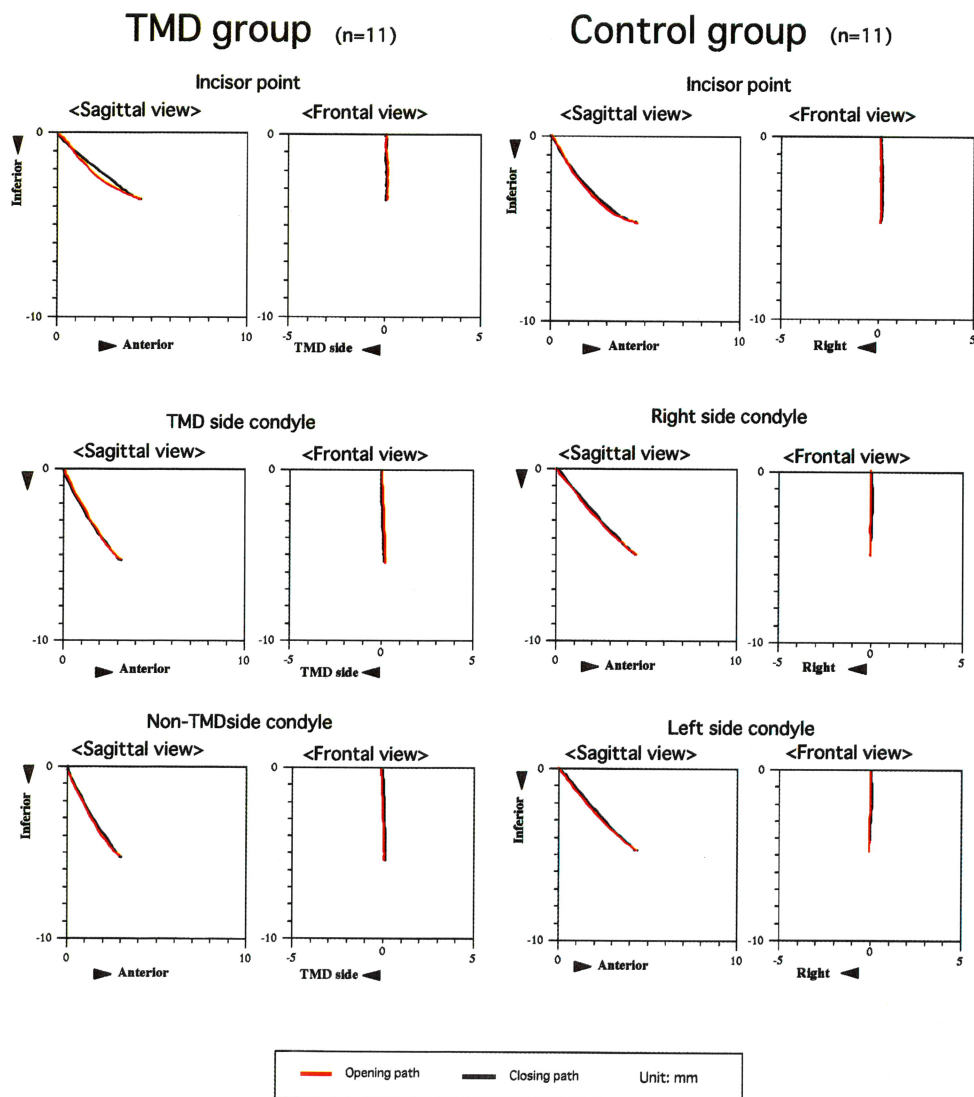 TMD group (n=11)
Control group (n=11)
Incisor point
<Sagittal view> <Frontal view>
0
Inferior
-10
0 10
Anterior
0
-10
-5 0 5
TMD side
Incisor point
<Sagittal view> <Frontal view>
0
Inferior
-10
0 10
Anterior
0
-10
-5 0 5
Right
TMD side condyle
<Sagittal view> <Frontal view>
0
-10
0 10
Anterior
0
-10
-5 0 5
TMD side
Right side condyle
<Sagittal view> <Frontal view>
0
-10
0 10
Anterior
0
-10
-5 0 5
Right
Non-TMDside condyle
<Sagittal view> <Frontal view>
0
Inferior
-10
0 10
Anterior
0
-10
-5 0 5
TMD side
Left side condyle
<Sagittal view> <Frontal view>
0
Inferior
-10
0 10
Anterior
0
-10
-5 0 5
Right
Opening path Closing path Unit: mm